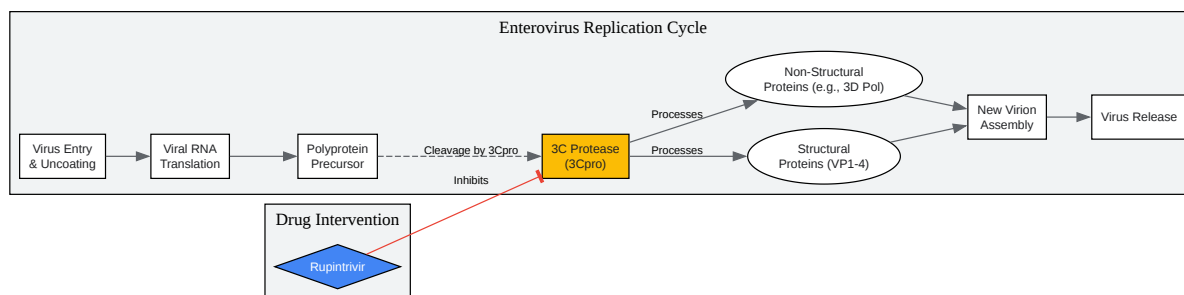 Enterovirus Replication Cycle
Virus Entry
& Uncoating
Viral RNA
Translation
Polyprotein
Precursor
Cleavage by 3Cpro
3C Protease
(3Cpro)
Processes
Processes
Non-Structural
Proteins (e.g., 3D Pol)
Structural
Proteins (VP1-4)
New Virion
Assembly
Virus Release
Inhibits
Drug Intervention
Rupintrivir